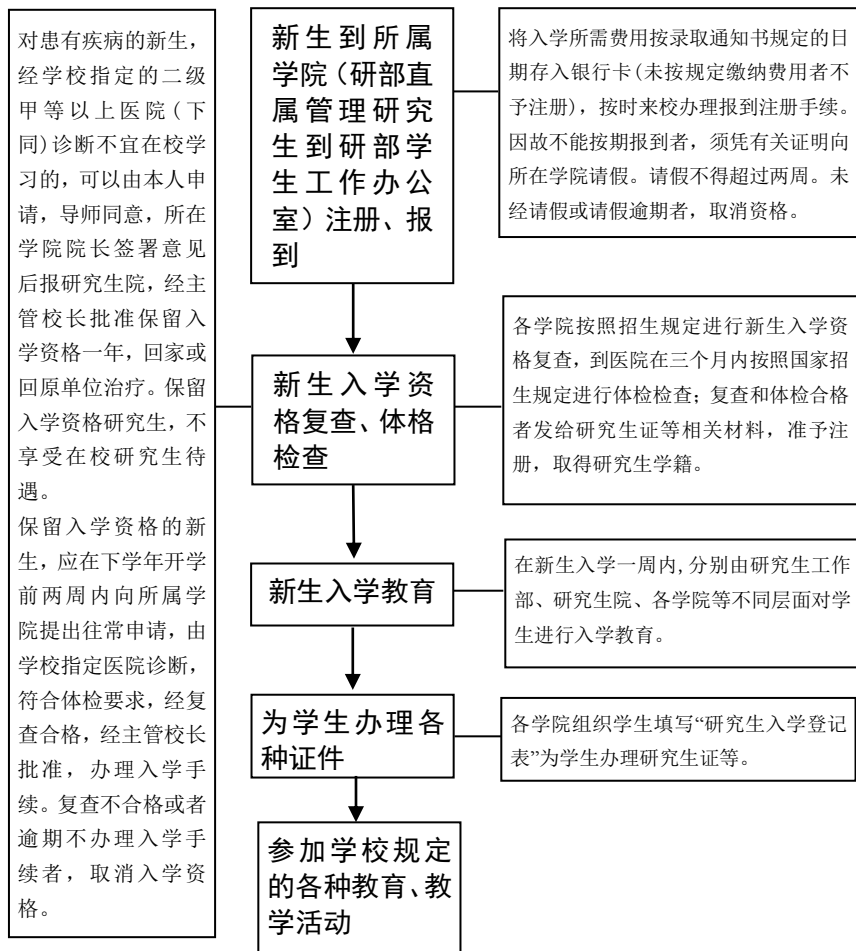 对患有疾病的新生，
经学校指定的二级
甲等以上医院(下
同)诊断不宜在校学
习的，可以由本人申
请，导师同意，所在
学院院长签署意见
后报研究生院，经主
管校长批准保留入
学资格一年，回家或
回原单位治疗。保留
入学资格研究生，不
享受在校研究生待
遇。
保留入学资格的新
生，应在下学年开学
前两周内向所属学
院提出往常申请，由
学校指定医院诊断，
符合体检要求，经复
查合格，经主管校长
批准，办理入学手
续。复查不合格或者
逾期不办理入学手
续者，取消入学资
格。
新生到所属
学院（研部直
属管理研究
生到研部学
生工作办公
室）注册、报
到
将入学所需费用按录取通知书规定的日
期存入银行卡(未按规定缴纳费用者不
予注册)，按时来校办理报到注册手续。
因故不能按期报到者，须凭有关证明向
所在学院请假。请假不得超过两周。未
经请假或请假逾期者，取消资格。
新生入学资
格复查、体格
检查
各学院按照招生规定进行新生入学资
格复查，到医院在三个月内按照国家招
生规定进行体检检查；复查和体检合格
者发给研究生证等相关材料，准予注
册，取得研究生学籍。
新生入学教育
在新生入学一周内,分别由研究生工作
部、研究生院、各学院等不同层面对学
生进行入学教育。
为学生办理各
种证件
各学院组织学生填写“研究生入学登记
表”为学生办理研究生证等。
参加学校规定
的各种教育、教
学活动